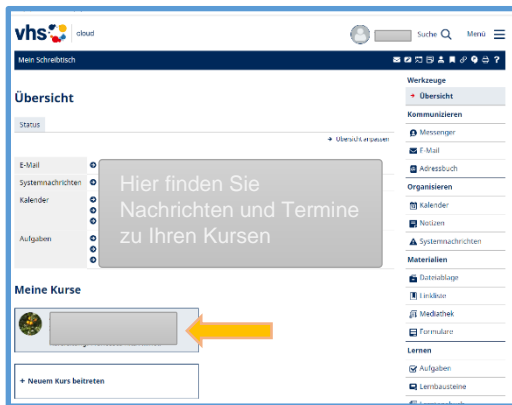 vhs cloud
Suche Menü
Mein Schreibtisch
Übersicht
Status
Übersicht anpassen
E-Mail
Systemnachrichten
Kalender
Aufgaben
Hier finden Sie
Nachrichten und Termine
zu Ihren Kursen
Meine Kurse
+ Neuem Kurs beitreten
Werkzeuge
Übersicht
Kommunizieren
Messenger
E-Mail
Adressbuch
Organisieren
Kalender
Notizen
Systemnachrichten
Materialien
Dateiablage
Linkliste
Mediathek
Formulare
Lernen
Aufgaben
Lernbausteine